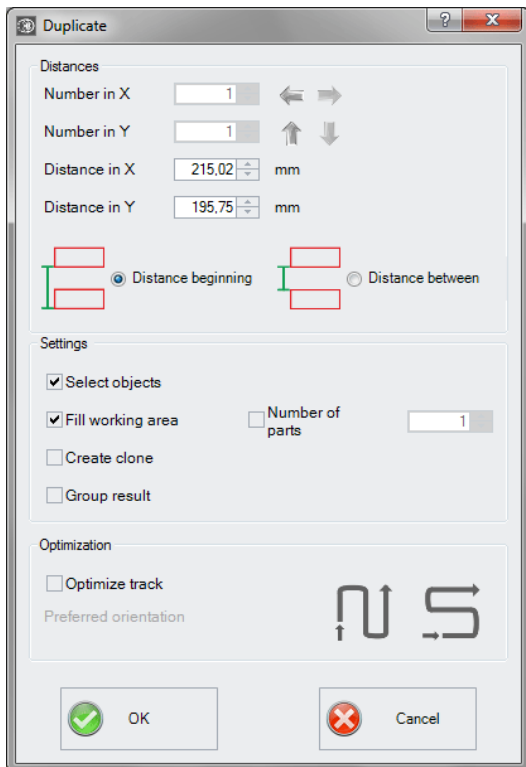 Duplicate
Distances
Number in X 1
Number in Y 1
Distance in X 215,02 mm
Distance in Y 195,75 mm
Distance beginning Distance between
Settings
Select objects
Fill working area Number of parts 1
Create clone
Group result
Optimization
Optimize track
Preferred orientation
OK Cancel